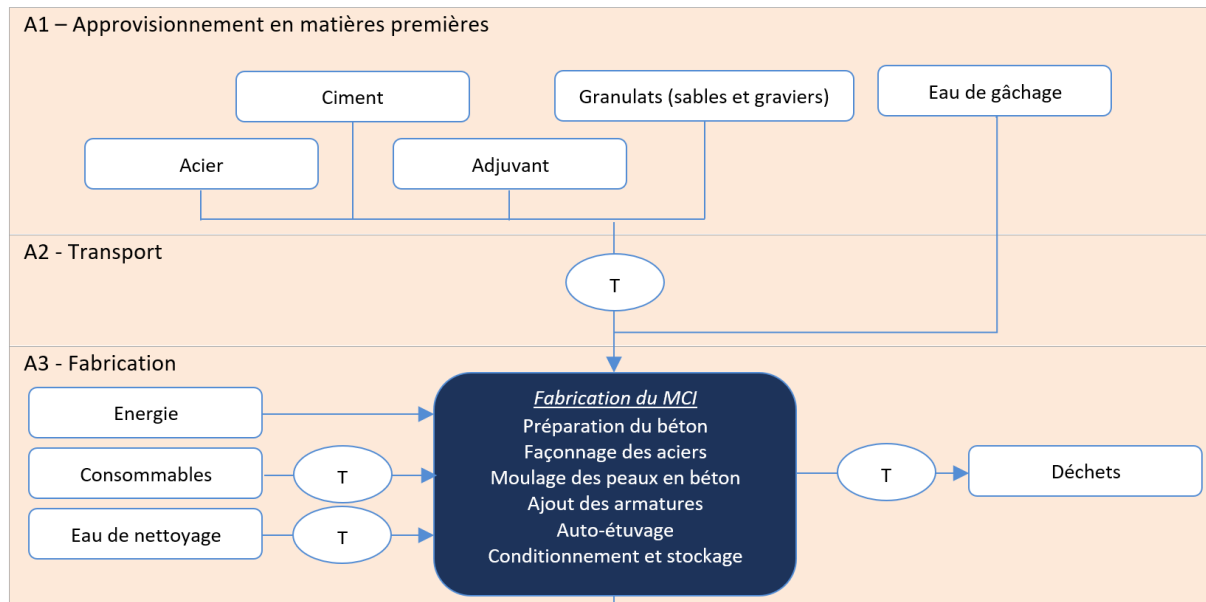 A1 – Approvisionnement en matières premières
Ciment
Granulats (sables et graviers)
Eau de gâchage
Acier
Adjuvant
A2 - Transport
T
A3 - Fabrication
Energie
Consommables
T
Eau de nettoyage
T
Fabrication du MCI
Préparation du béton
Façonnage des aciers
Moulage des peaux en béton
Ajout des armatures
Auto-étuvage
Conditionnement et stockage
T
Déchets